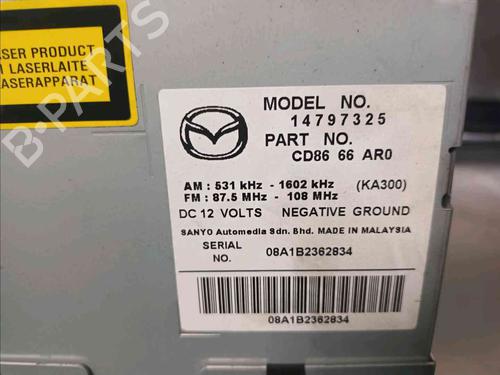 ASER PRODUCT
N LASERLAITE
ASERAPPARAT
B-PARTS
MODEL NO.
14797325
PART NO.
CD86 66 AR0
AM : 531 kHz - 1602 kHz (KA300)
FM : 87.5 MHz - 108 MHz
DC 12 VOLTS NEGATIVE GROUND
SANYO Automedia Sdn. Bhd. MADE IN MALAYSIA
SERIAL NO. 08A1B2362834
08A1B2362834